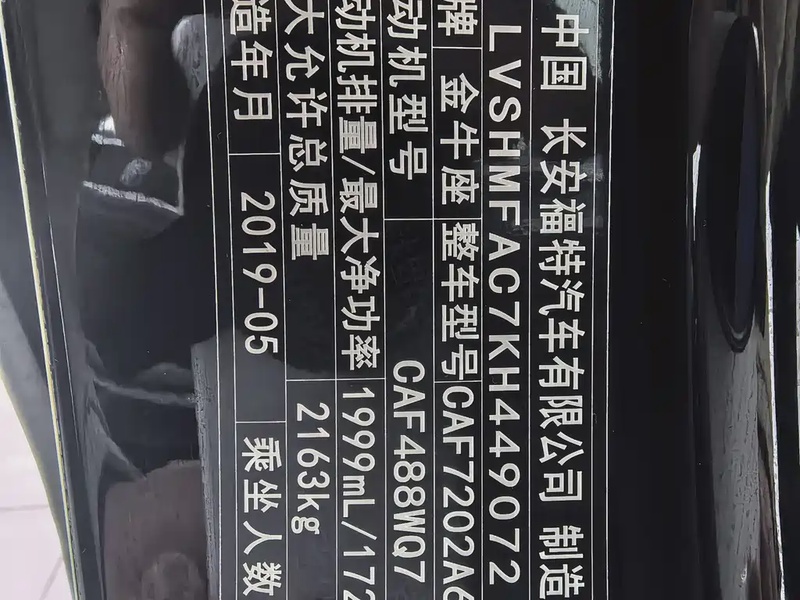 中国 长安福特汽车有限公司 制造
LVSHMFAC7KH449072
牌 金牛座 整车型号 CAF7202A6
动机型号 CAF488WQ7
动机排量/最大净功率 1999mL/172
大允许总质量 2163kg
造年月 2019-05 乘坐人数